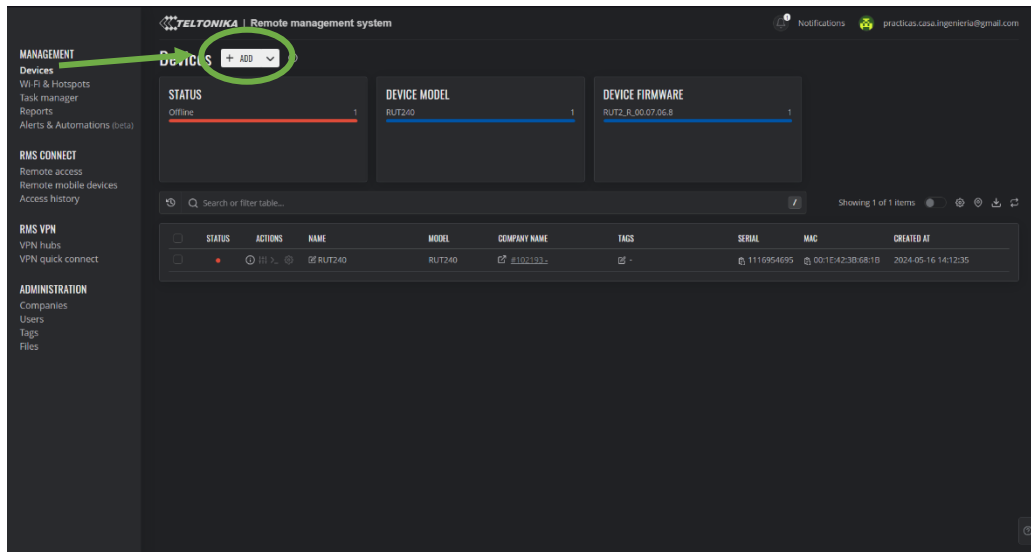 TELTONIKA | Remote management system
1
Notifications
practicas.casa.ingenieria@gmail.com
MANAGEMENT
Devices
Wi-Fi & Hotspots
Task manager
Reports
Alerts & Automations (beta)
RMS CONNECT
Remote access
Remote mobile devices
Access history
RMS VPN
VPN hubs
VPN quick connect
ADMINISTRATION
Companies
Users
Tags
Files
Devices
+ ADD
STATUS
Offline 1
DEVICE MODEL
RUT240 1
DEVICE FIRMWARE
RUT2_R_00.07.06.8 1
Search or filter table...
/
Showing 1 of 1 items
STATUS ACTIONS NAME MODEL COMPANY NAME TAGS SERIAL MAC CREATED AT
RUT240 RUT240 #102193 - - 1116954695 00:1E:42:3B:68:1B 2024-05-16 14:12:35